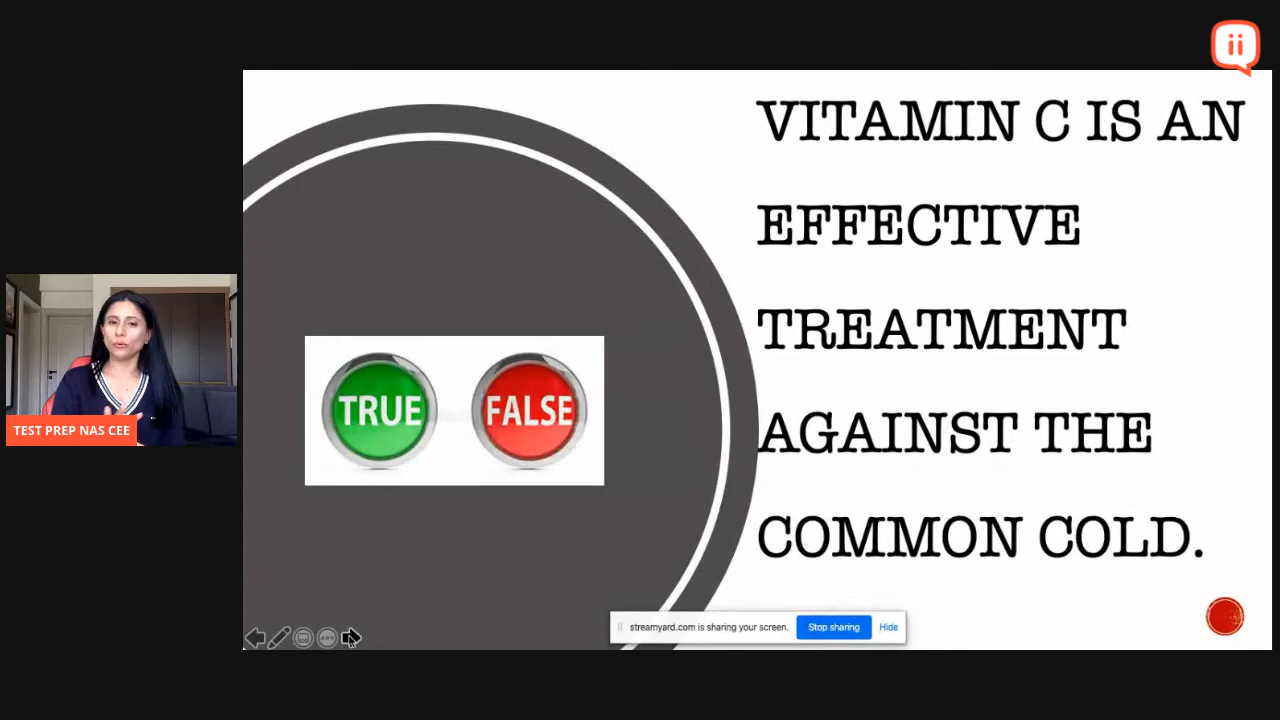 VITAMIN C IS AN
EFFECTIVE
TREATMENT
AGAINST THE
COMMON COLD.
TRUE
FALSE
TEST PREP NAS CEE
streamyard.com is sharing your screen.
Stop sharing
Hide